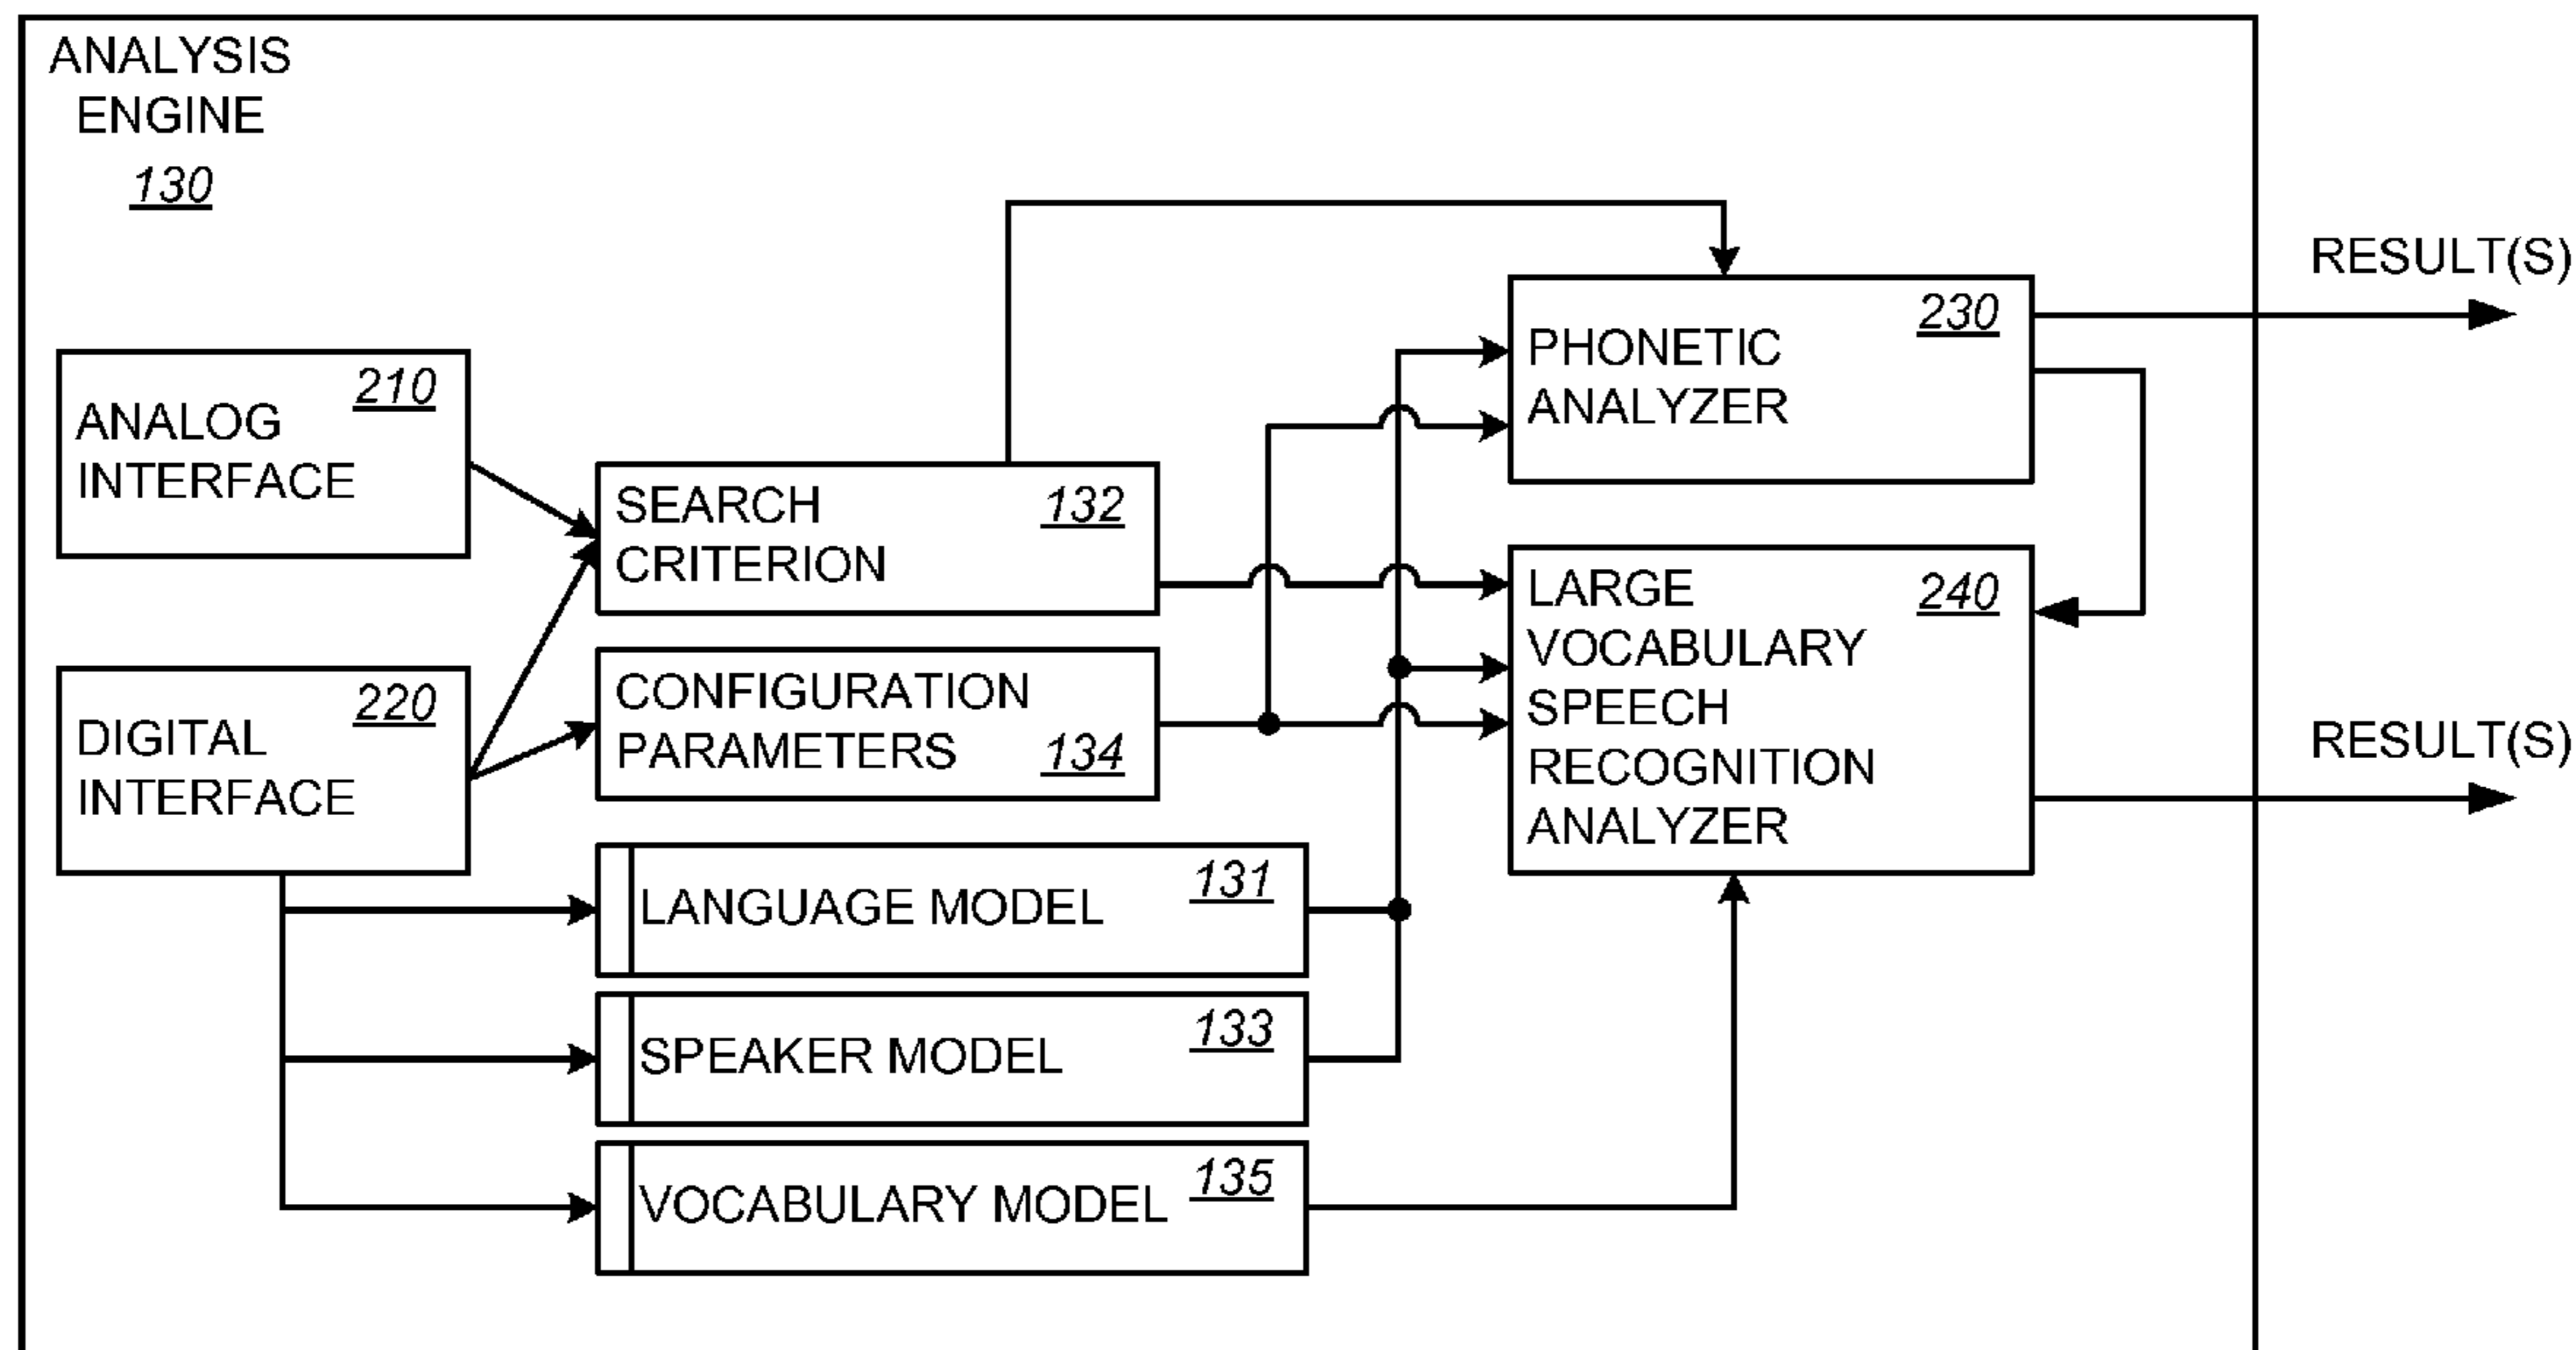 ANALYSIS
ENGINE
130
RESULT(S)
230
PHONETIC
ANALYZER
210
ANALOG
INTERFACE
SEARCH
132
CRITERION
LARGE
240
VOCABULARY
SPEECH
RECOGNITION
ANALYZER
220
DIGITAL
INTERFACE
CONFIGURATION
PARAMETERS
134
RESULT(S)
131
LANGUAGE MODEL
133
SPEAKER MODEL
135
VOCABULARY MODEL